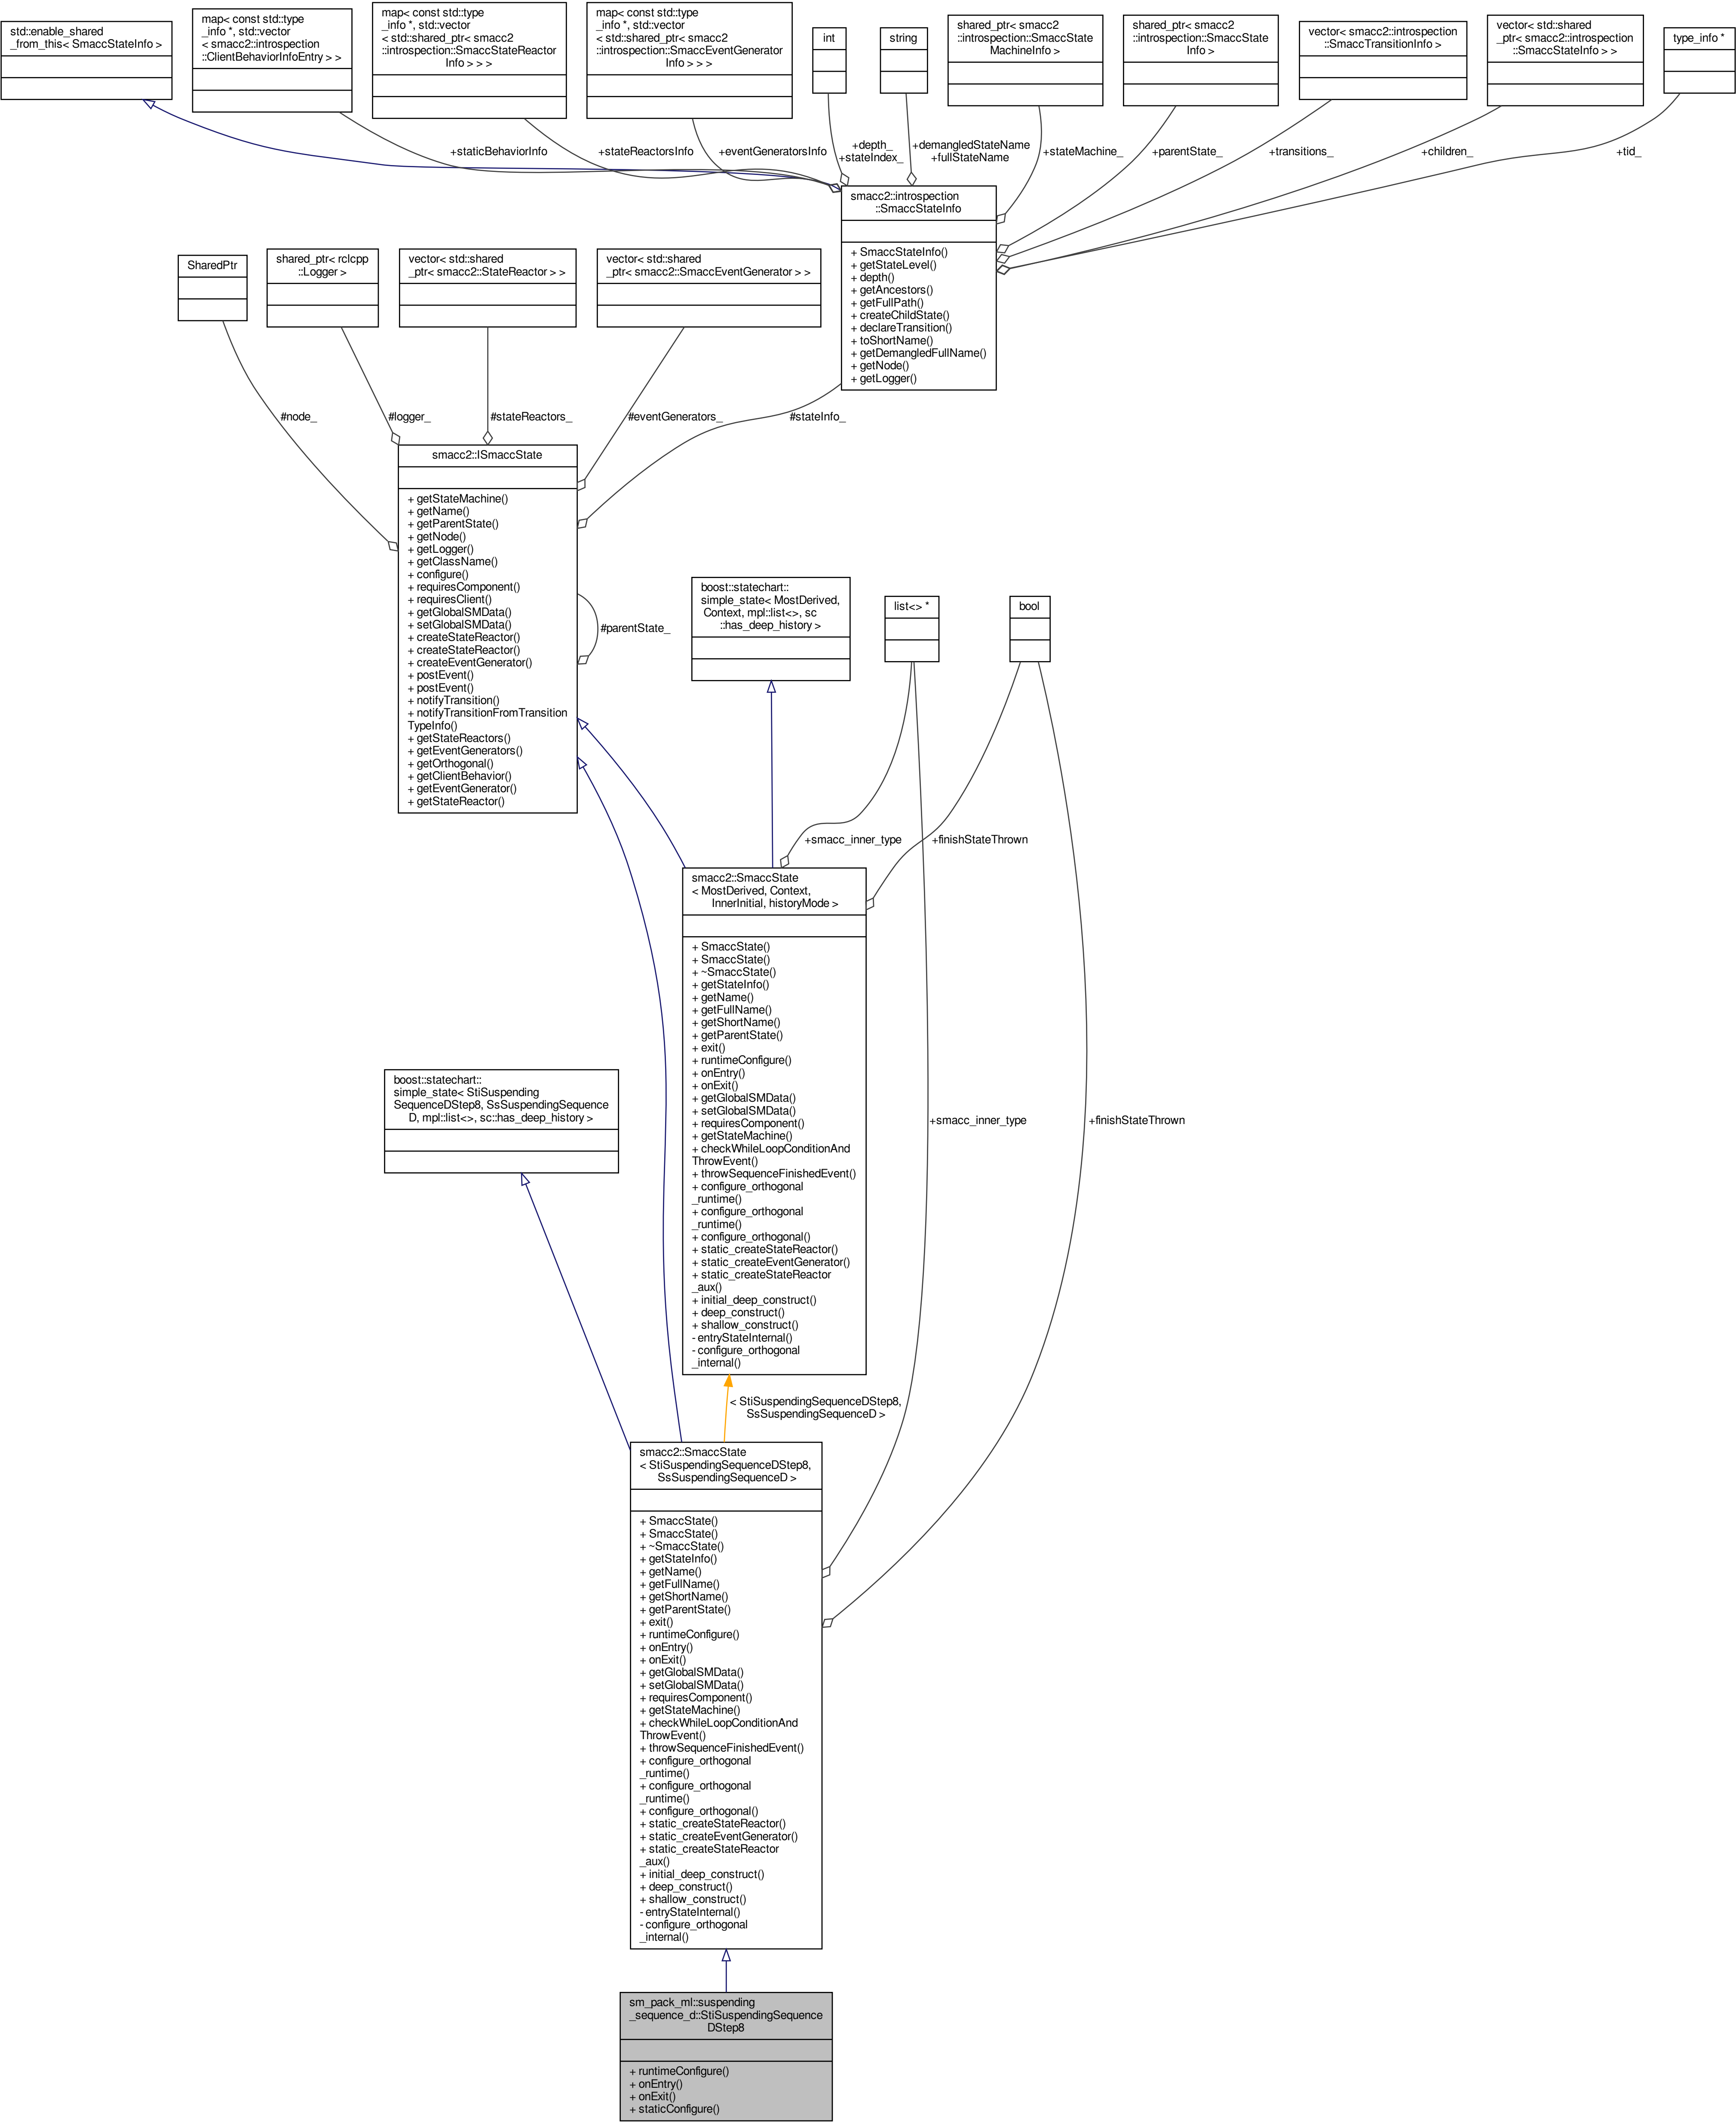 std::enable_shared
_from_this< SmaccStateInfo >
map< const std::type
_info *, std::vector
< smacc2::introspection
::ClientBehaviorInfoEntry > >
map< const std::type
_info *, std::vector
< std::shared_ptr< smacc2
::introspection::SmaccStateReactor
Info > > >
map< const std::type
_info *, std::vector
< std::shared_ptr< smacc2
::introspection::SmaccEventGenerator
Info > > >
int
string
shared_ptr< smacc2
::introspection::SmaccState
MachineInfo >
shared_ptr< smacc2
::introspection::SmaccState
Info >
vector< smacc2::introspection
::SmaccTransitionInfo >
vector< std::shared
_ptr< smacc2::introspection
::SmaccStateInfo > >
type_info *
+staticBehaviorInfo
+stateReactorsInfo
+eventGeneratorsInfo
+depth_
+stateIndex_
+demangledStateName
+fullStateName
+stateMachine_
+parentState_
+transitions_
+children_
+tid_
smacc2::introspection
::SmaccStateInfo
+ SmaccStateInfo()
+ getStateLevel()
+ depth()
+ getAncestors()
+ getFullPath()
+ createChildState()
+ declareTransition()
+ toShortName()
+ getDemangledFullName()
+ getNode()
+ getLogger()
SharedPtr
shared_ptr< rclcpp
::Logger >
vector< std::shared
_ptr< smacc2::StateReactor > >
vector< std::shared
_ptr< smacc2::SmaccEventGenerator > >
#node_
#logger_
#stateReactors_
#eventGenerators_
#stateInfo_
smacc2::ISmaccState
+ getStateMachine()
+ getName()
+ getParentState()
+ getNode()
+ getLogger()
+ getClassName()
+ configure()
+ requiresComponent()
+ requiresClient()
+ getGlobalSMData()
+ setGlobalSMData()
+ createStateReactor()
+ createStateReactor()
+ createEventGenerator()
+ postEvent()
+ postEvent()
+ notifyTransition()
+ notifyTransitionFromTransition
TypeInfo()
+ getStateReactors()
+ getEventGenerators()
+ getOrthogonal()
+ getClientBehavior()
+ getEventGenerator()
+ getStateReactor()
#parentState_
boost::statechart::
simple_state< MostDerived,
Context, mpl::list<>, sc
::has_deep_history >
list<> *
bool
+smacc_inner_type
+finishStateThrown
smacc2::SmaccState
< MostDerived, Context,
InnerInitial, historyMode >
+ SmaccState()
+ SmaccState()
+ ~SmaccState()
+ getStateInfo()
+ getName()
+ getFullName()
+ getShortName()
+ getParentState()
+ exit()
+ runtimeConfigure()
+ onEntry()
+ onExit()
+ getGlobalSMData()
+ setGlobalSMData()
+ requiresComponent()
+ getStateMachine()
+ checkWhileLoopConditionAnd
ThrowEvent()
+ throwSequenceFinishedEvent()
+ configure_orthogonal
_runtime()
+ configure_orthogonal
_runtime()
+ configure_orthogonal()
+ static_createStateReactor()
+ static_createEventGenerator()
+ static_createStateReactor
_aux()
+ initial_deep_construct()
+ deep_construct()
+ shallow_construct()
- entryStateInternal()
- configure_orthogonal
_internal()
boost::statechart::
simple_state< StiSuspending
SequenceDStep8, SsSuspendingSequence
D, mpl::list<>, sc::has_deep_history >
+smacc_inner_type
+finishStateThrown
< StiSuspendingSequenceDStep8,
SsSuspendingSequenceD >
smacc2::SmaccState
< StiSuspendingSequenceDStep8,
SsSuspendingSequenceD >
+ SmaccState()
+ SmaccState()
+ ~SmaccState()
+ getStateInfo()
+ getName()
+ getFullName()
+ getShortName()
+ getParentState()
+ exit()
+ runtimeConfigure()
+ onEntry()
+ onExit()
+ getGlobalSMData()
+ setGlobalSMData()
+ requiresComponent()
+ getStateMachine()
+ checkWhileLoopConditionAnd
ThrowEvent()
+ throwSequenceFinishedEvent()
+ configure_orthogonal
_runtime()
+ configure_orthogonal
_runtime()
+ configure_orthogonal()
+ static_createStateReactor()
+ static_createEventGenerator()
+ static_createStateReactor
_aux()
+ initial_deep_construct()
+ deep_construct()
+ shallow_construct()
- entryStateInternal()
- configure_orthogonal
_internal()
sm_pack_ml::suspending
_sequence_d::StiSuspendingSequence
DStep8
+ runtimeConfigure()
+ onEntry()
+ onExit()
+ staticConfigure()